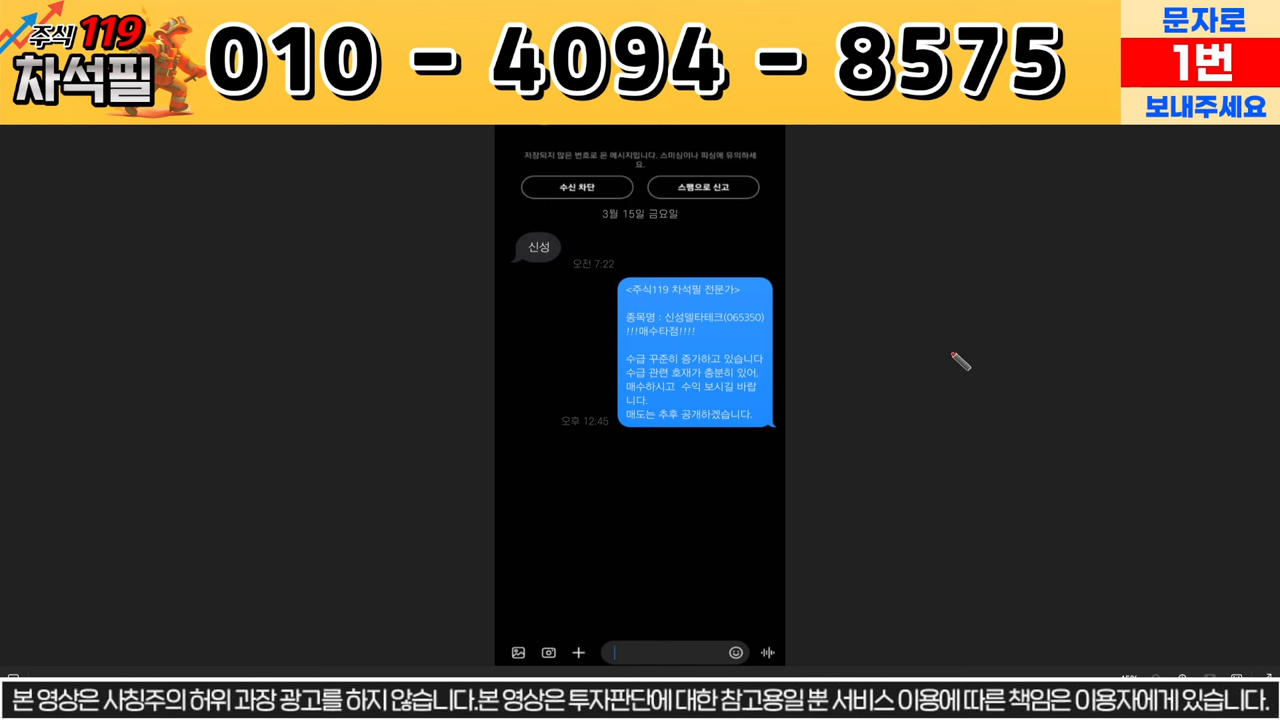 주식 119
차석필
010 - 4094 - 8575
문자로
1번
보내주세요
저장되지 않은 번호로 온 메시지입니다. 스미싱이나 피싱에 유의하세
요.
수신 차단
스팸으로 신고
3월 15일 금요일
신성
오전 7:22
<주식119 차석필 전문가>
종목명 : 신성델타테크(065350)
!!!매수타점!!!!
수급 꾸준히 증가하고 있습니다
수급 관련 호재가 충분히 있어,
매수하시고 수익 보시길 바랍
니다.
매도는 추후 공개하겠습니다.
오후 12:45
본 영상은 사칭주의 허위 과장 광고를 하지 않습니다.본 영상은 투자판단에 대한 참고용일 뿐 서비스 이용에 따른 책임은 이용자에게 있습니다.